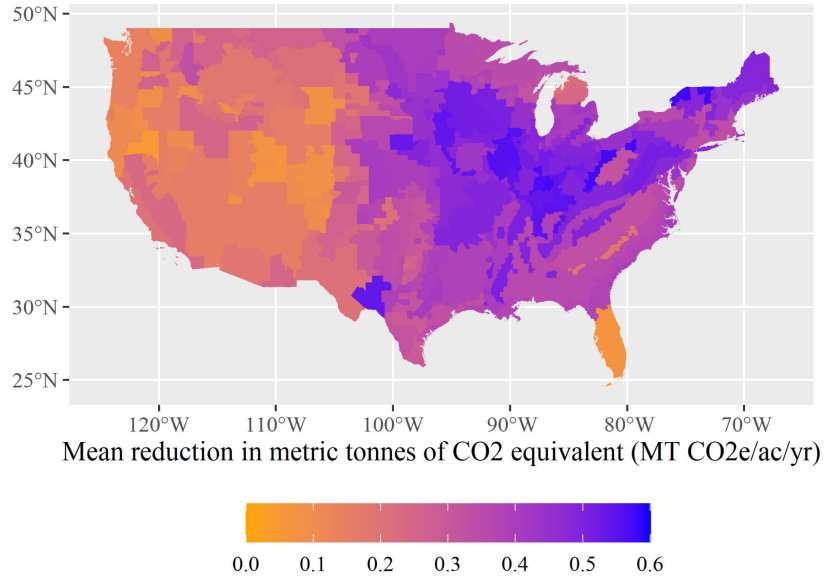 50°N
45°N
40°N
35°N
30°N
25°N
120°W 110°W 100°W 90°W 80°W 70°W
Mean reduction in metric tonnes of CO2 equivalent (MT CO2e/ac/yr)
0.0 0.1 0.2 0.3 0.4 0.5 0.6